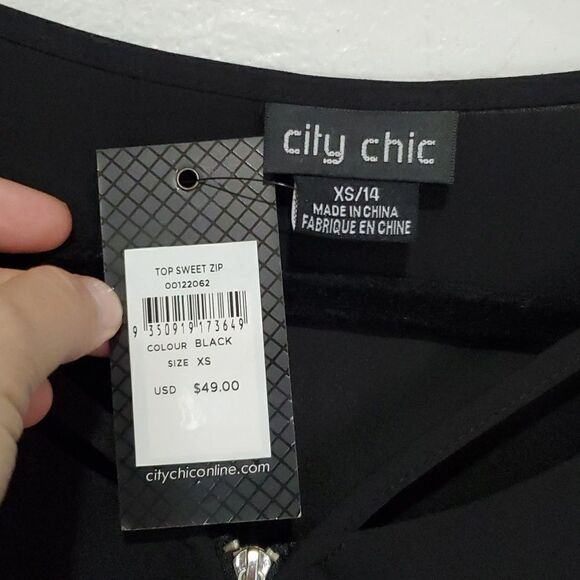 city chic
XS/14
MADE IN CHINA
FABRIQUE EN CHINE
TOP SWEET ZIP
00122062
9 350919 173649
COLOUR BLACK
SIZE XS
USD $49.00
citychiconline.com